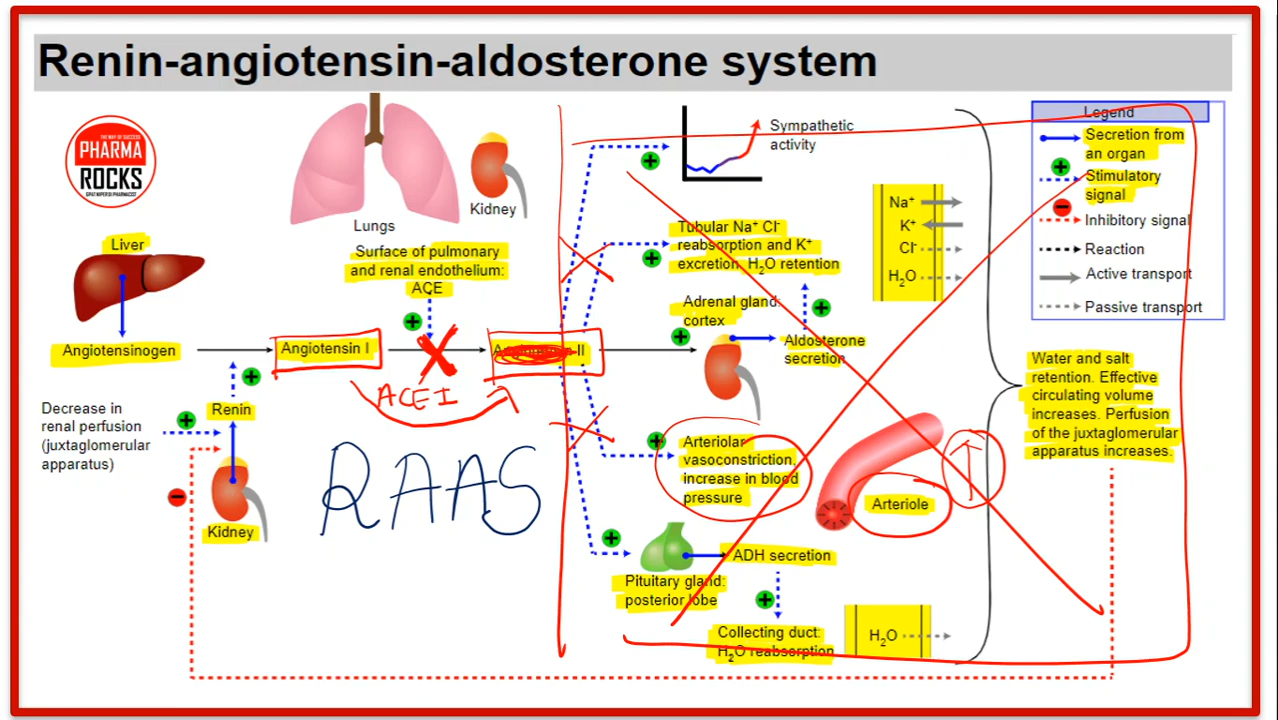 Renin-angiotensin-aldosterone system
THE WAY OF SUCCESS
PHARMA
ROCKS
Liver
Angiotensinogen
Decrease in
renal perfusion
(juxtaglomerular
apparatus)
Renin
Kidney
Lungs
Kidney
Surface of pulmonary
and renal endothelium:
ACE
Angiotensin I
II
ACEI
RAAS
Sympathetic
activity
Tubular Na⁺ Cl⁻
reabsorption and K⁺
excretion, H₂O retention
Adrenal gland:
cortex
Aldosterone
secretion
Arteriolar
vasoconstriction,
increase in blood
pressure
Arteriole
Pituitary gland:
posterior lobe
ADH secretion
Collecting duct:
H₂O reabsorption
Na⁺
K⁺
Cl⁻
H₂O
H₂O
Legend
Secretion from
an organ
Stimulatory
signal
Inhibitory signal
Reaction
Active transport
Passive transport
Water and salt
retention. Effective
circulating volume
increases. Perfusion
of the juxtaglomerular
apparatus increases.